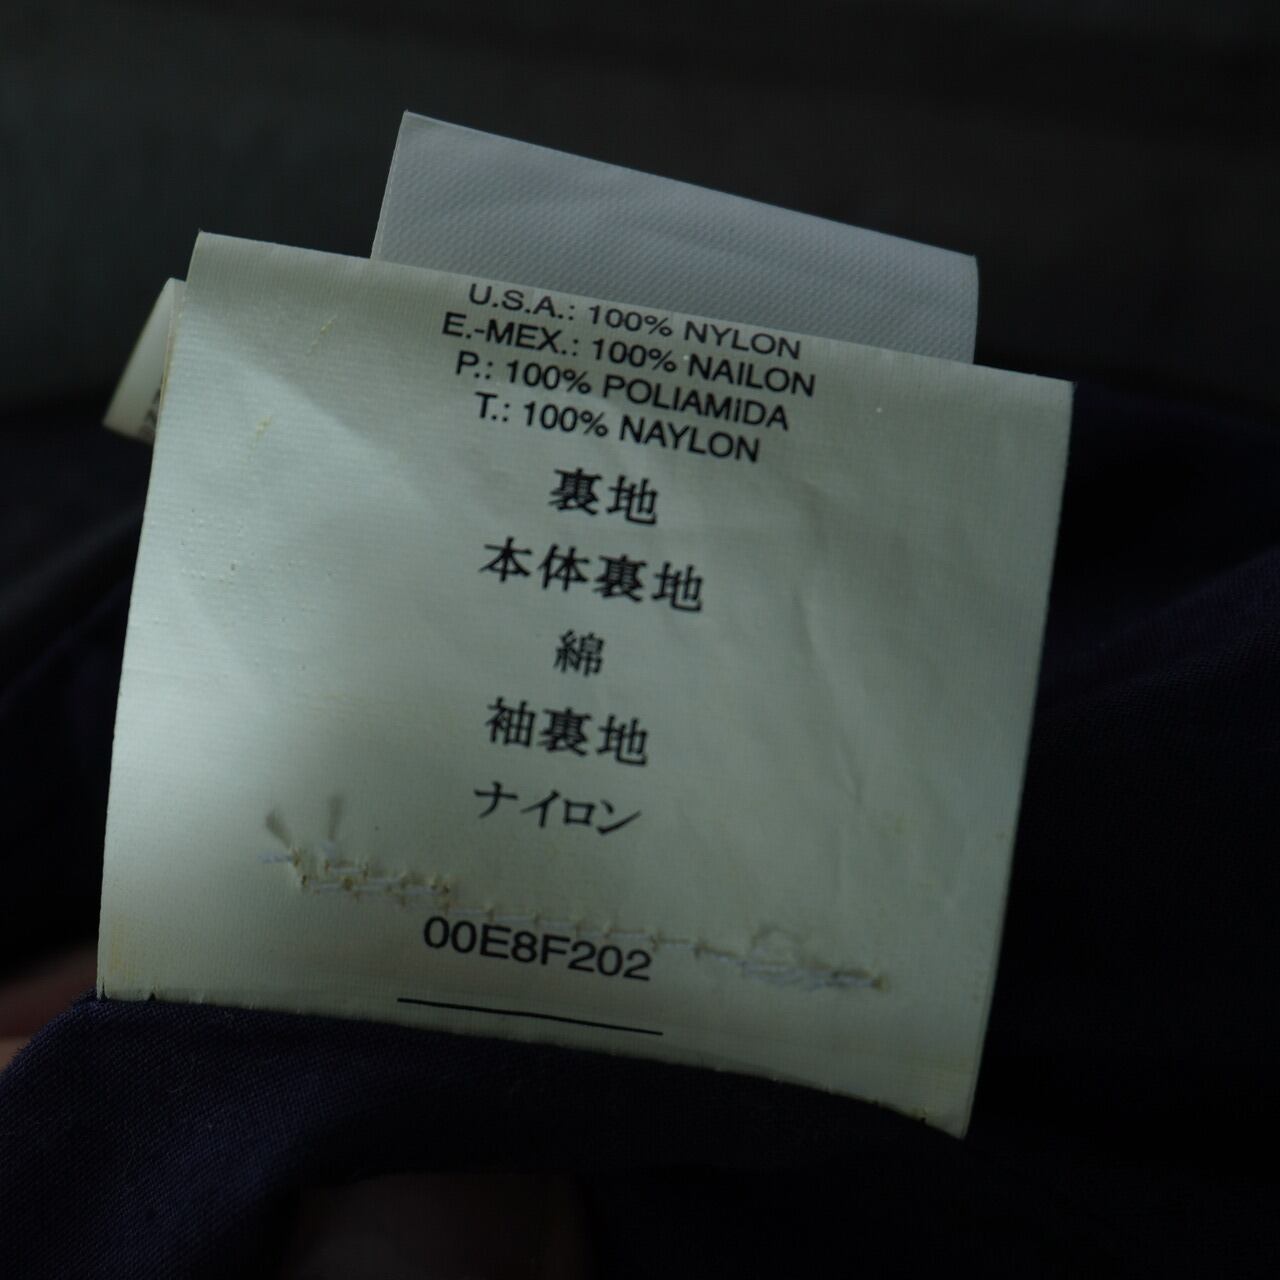 U.S.A.: 100% NYLON
E.-MEX.: 100% NAILON
P.: 100% POLIAMIDA
T.: 100% NAYLON
裏地
本体裏地
綿
袖裏地
ナイロン
00E8F202